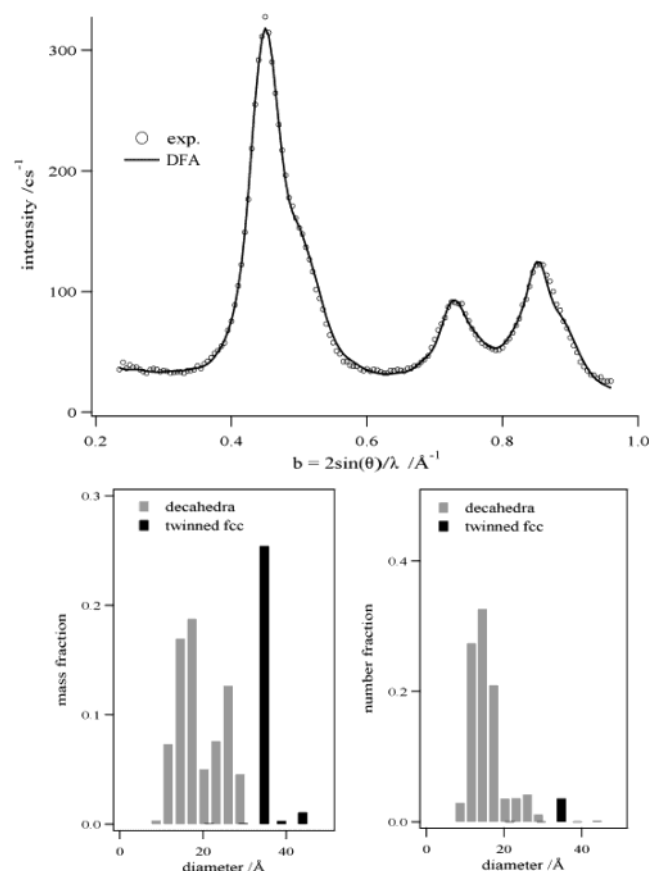 300
200
100
0
intensity /cs⁻¹
exp.
DFA
0.2 0.4 0.6 0.8 1.0
b = 2sin(θ)/λ /Å⁻¹
0.3
0.2
0.1
0.0
mass fraction
decahedra
twinned fcc
0 20 40
diameter /Å
0.4
0.2
0.0
number fraction
decahedra
twinned fcc
0 20 40
diameter /Å